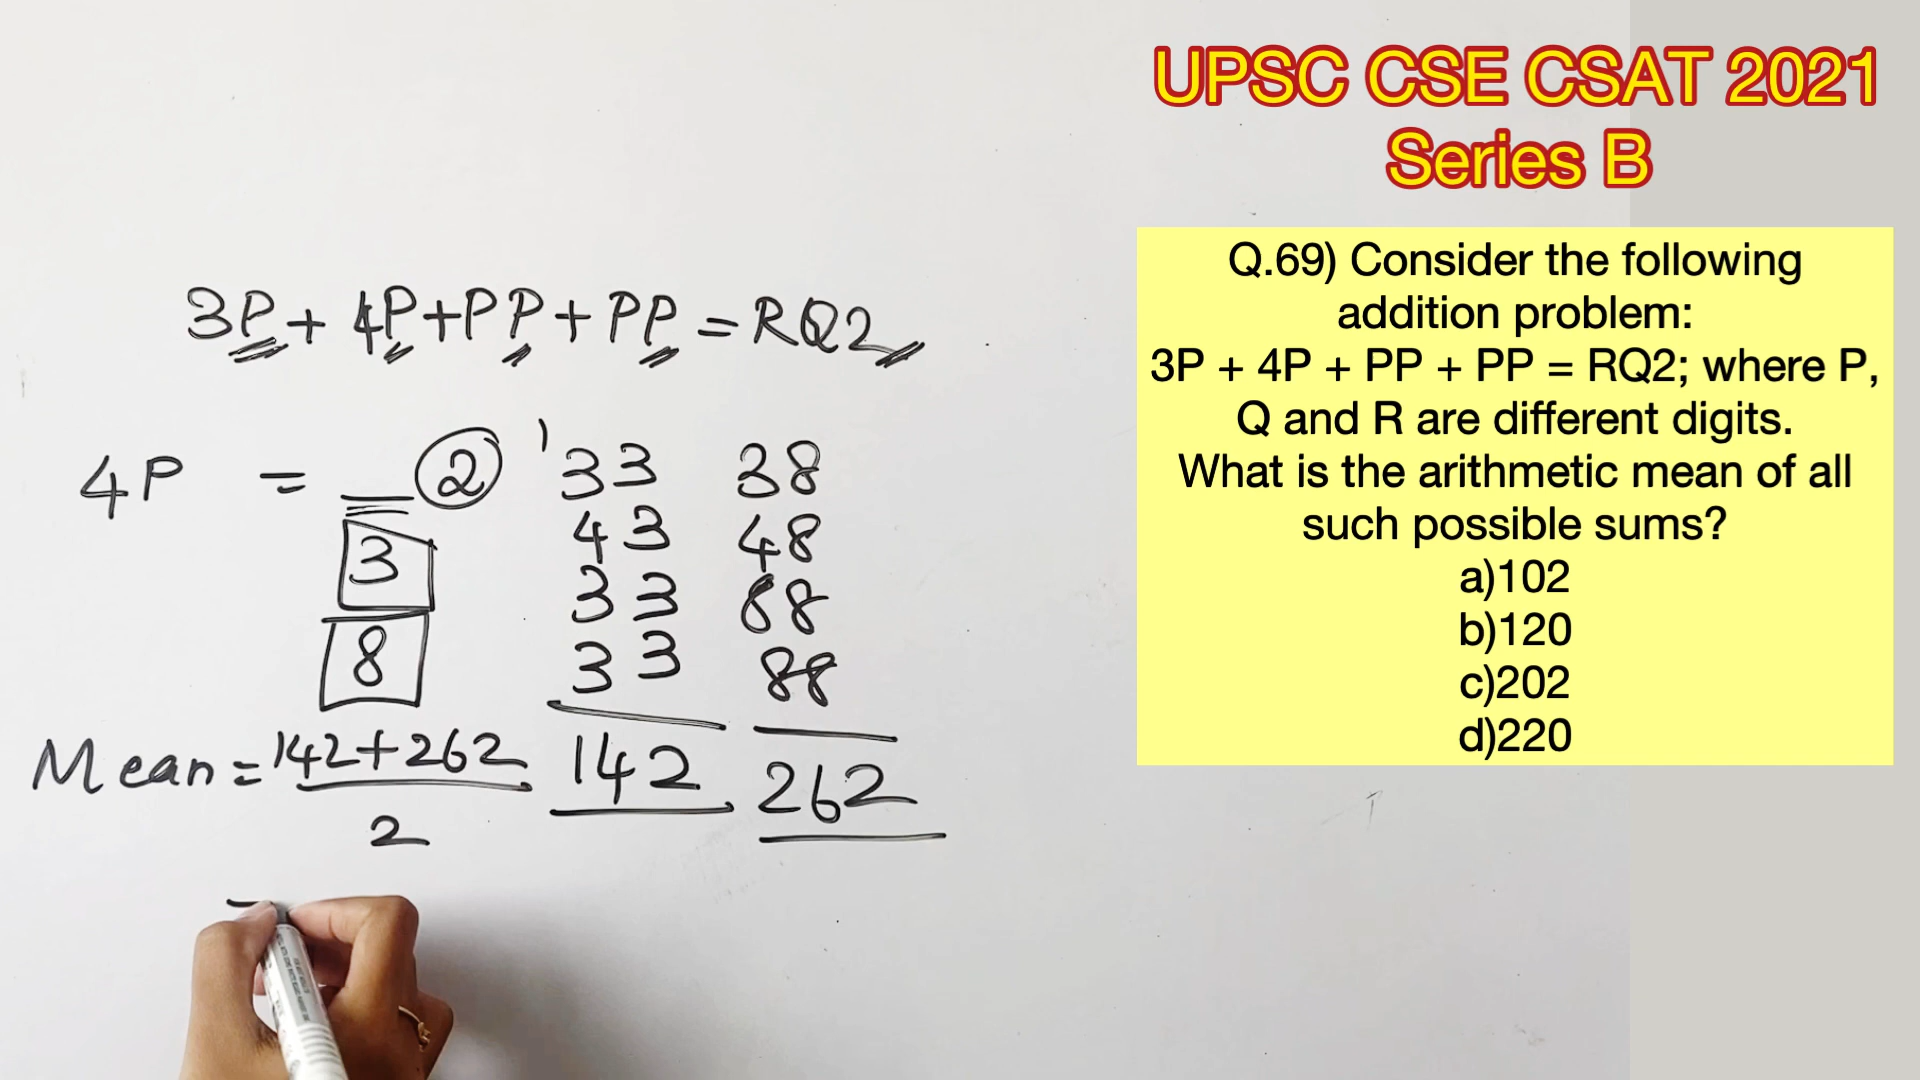 UPSC CSE CSAT 2021
Series B
Q.69) Consider the following
addition problem:
3P + 4P + PP + PP = RQ2; where P,
Q and R are different digits.
What is the arithmetic mean of all
such possible sums?
a)102
b)120
c)202
d)220
3P + 4P + PP + PP = RQ2
4P = __ 2
3
8
1
33
43
33
33
142
38
48
88
88
262
Mean = 142+262
2